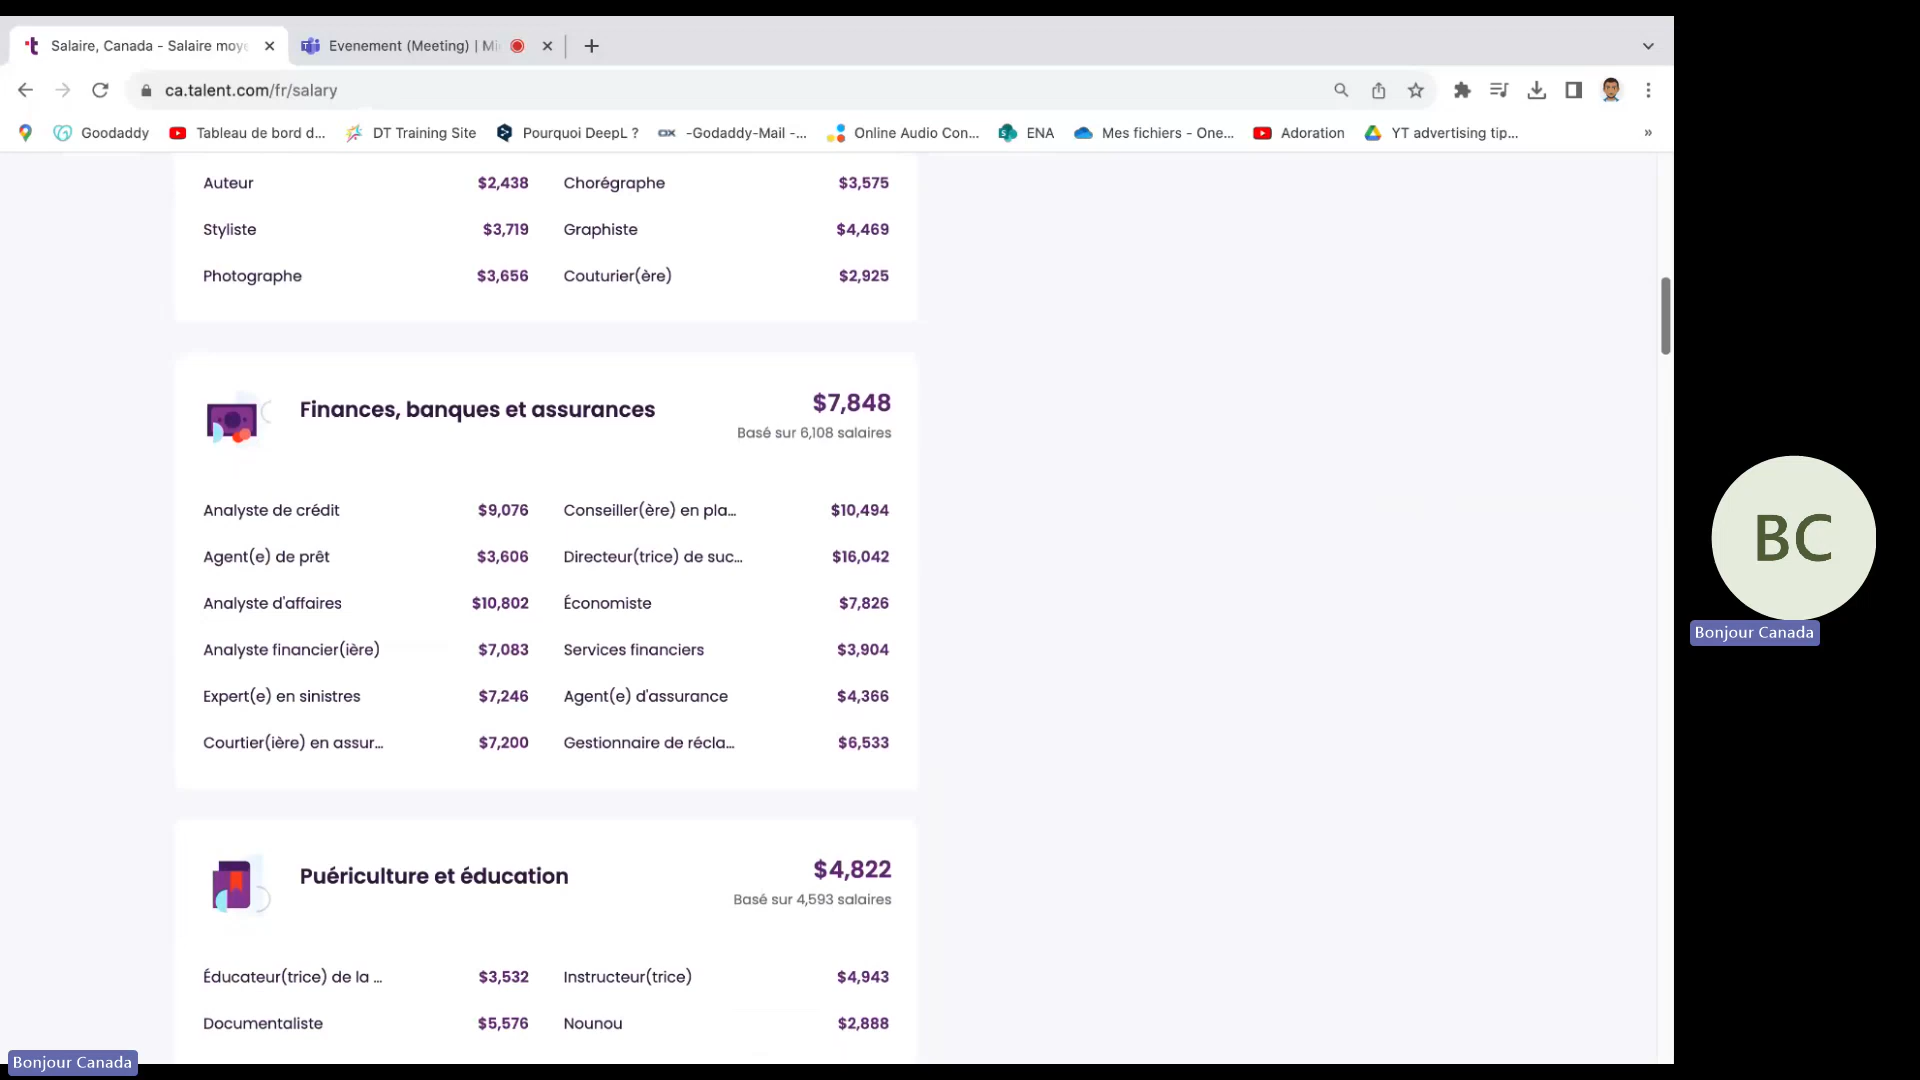 Salaire, Canada - Salaire moye
Evenement (Meeting) | Mi
ca.talent.com/fr/salary
Goodaddy
Tableau de bord d...
DT Training Site
Pourquoi DeepL ?
-Godaddy-Mail -...
Online Audio Con...
ENA
Mes fichiers - One...
Adoration
YT advertising tip...
»
Auteur $2,438 Chorégraphe $3,575
Styliste $3,719 Graphiste $4,469
Photographe $3,656 Couturier(ère) $2,925
Finances, banques et assurances $7,848
Basé sur 6,108 salaires
Analyste de crédit $9,076 Conseiller(ère) en pla... $10,494
Agent(e) de prêt $3,606 Directeur(trice) de suc... $16,042
Analyste d'affaires $10,802 Économiste $7,826
Analyste financier(ière) $7,083 Services financiers $3,904
Expert(e) en sinistres $7,246 Agent(e) d'assurance $4,366
Courtier(ière) en assur... $7,200 Gestionnaire de récla... $6,533
Puériculture et éducation $4,822
Basé sur 4,593 salaires
Éducateur(trice) de la ... $3,532 Instructeur(trice) $4,943
Documentaliste $5,576 Nounou $2,888
BC
Bonjour Canada
Bonjour Canada